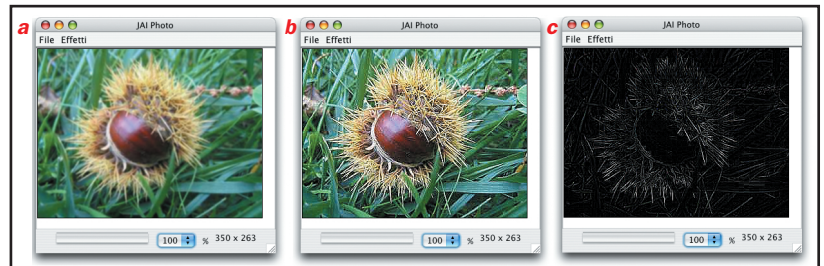 a JAI Photo
File Effetti
100 % 350 x 263
b JAI Photo
File Effetti
100 % 350 x 263
c JAI Photo
File Effetti
100 % 350 x 263